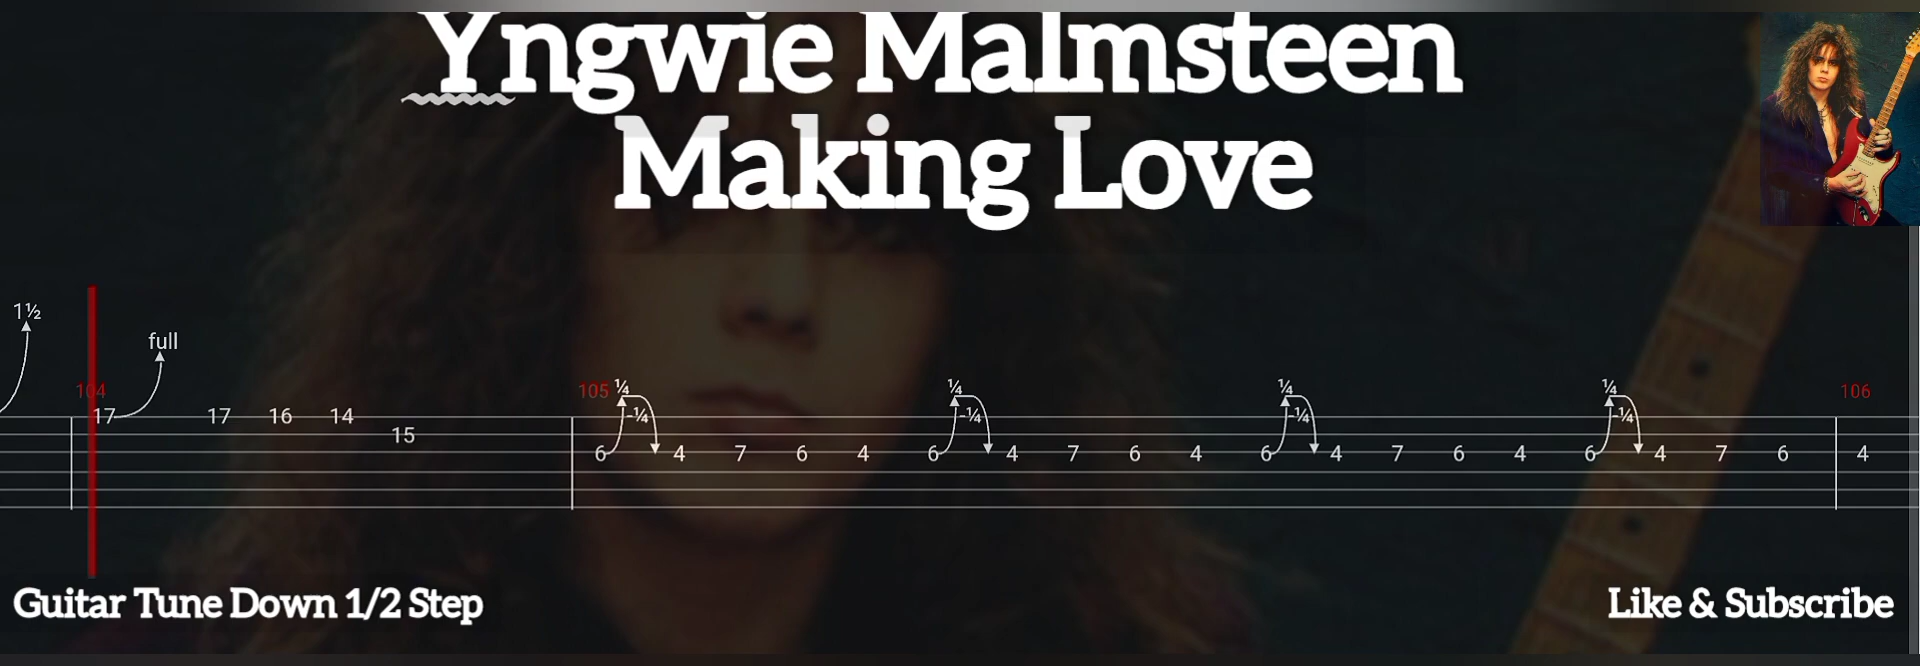 Yngwie Malmsteen
Making Love
1½
full
104
105 ¼ ¼ ¼ ¼ 106
-¼ -¼ -¼ -¼
17 17 16 14
15
6 4 7 6 4 6 4 7 6 4 6 4 7 6 4 6 4 7 6 4
Guitar Tune Down 1/2 Step
Like & Subscribe